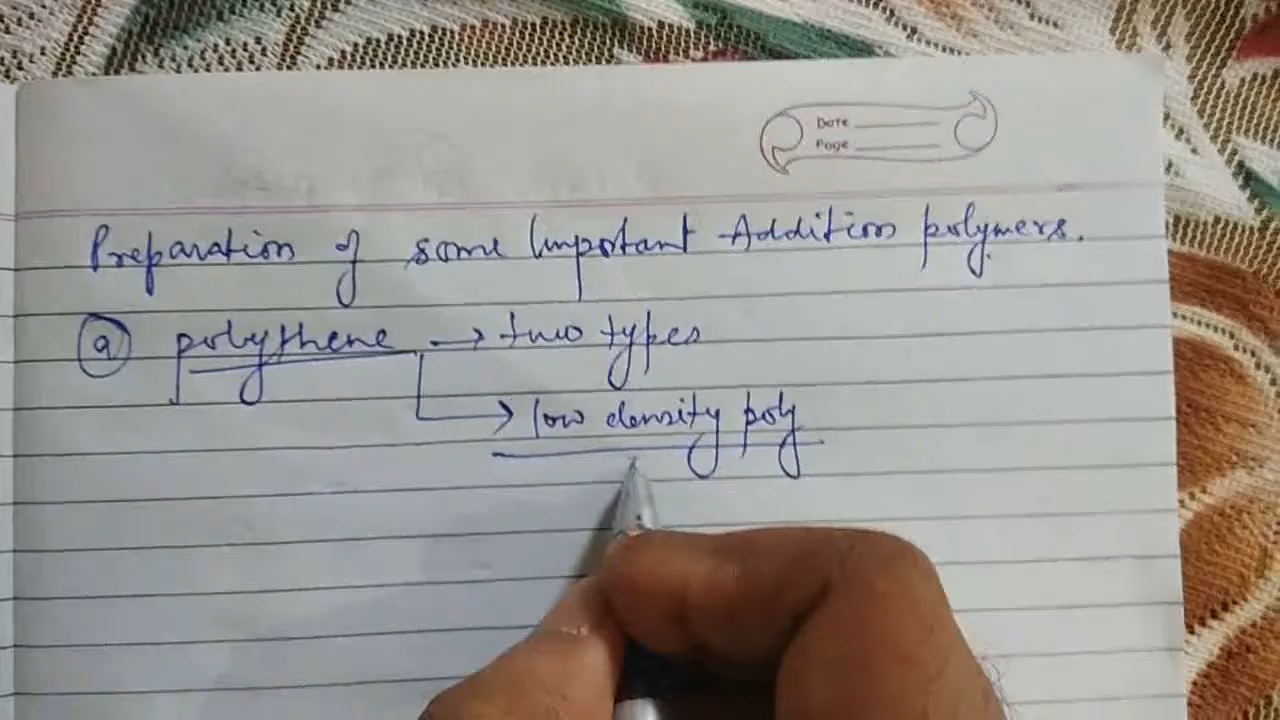 Date
Page
Preparation of some Important Addition polymers.
(a) polythene → two types
→ low density poly